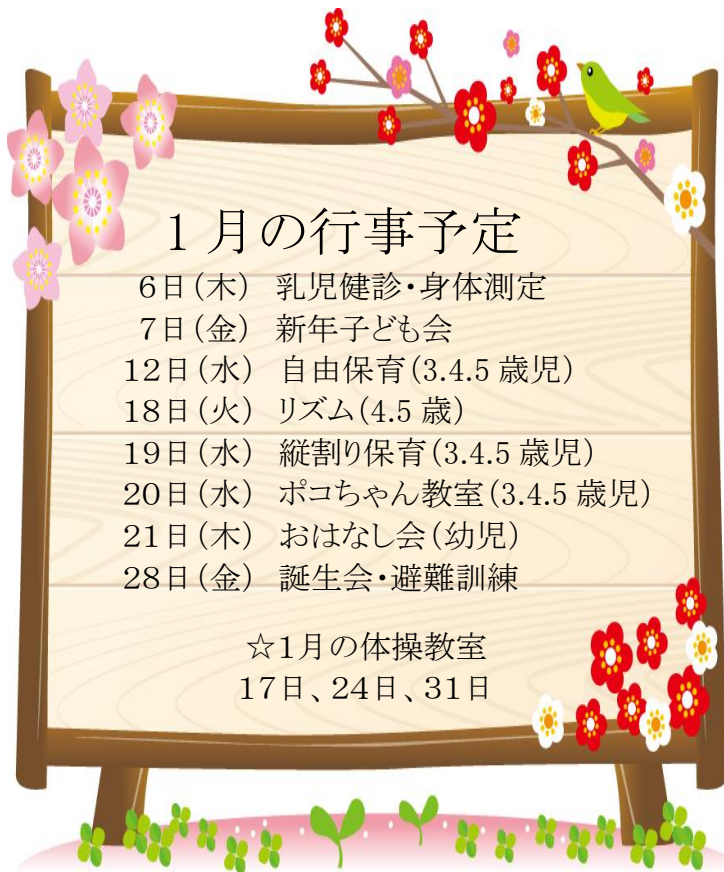 1月の行事予定
6日(木) 乳児健診・身体測定
7日(金) 新年子ども会
12日(水) 自由保育(3.4.5歳児)
18日(火) リズム(4.5歳)
19日(水) 縦割り保育(3.4.5歳児)
20日(水) ポコちゃん教室(3.4.5歳児)
21日(木) おはなし会(幼児)
28日(金) 誕生会・避難訓練
☆1月の体操教室
17日、24日、31日